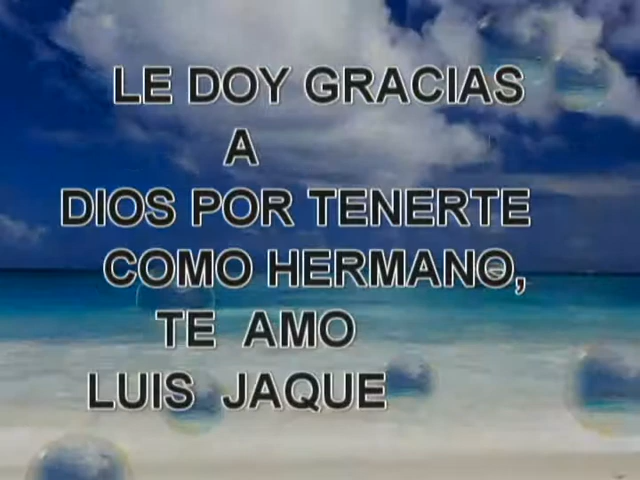 LE DOY GRACIAS
A
DIOS POR TENERTE
COMO HERMANO,
TE AMO
LUIS JAQUE